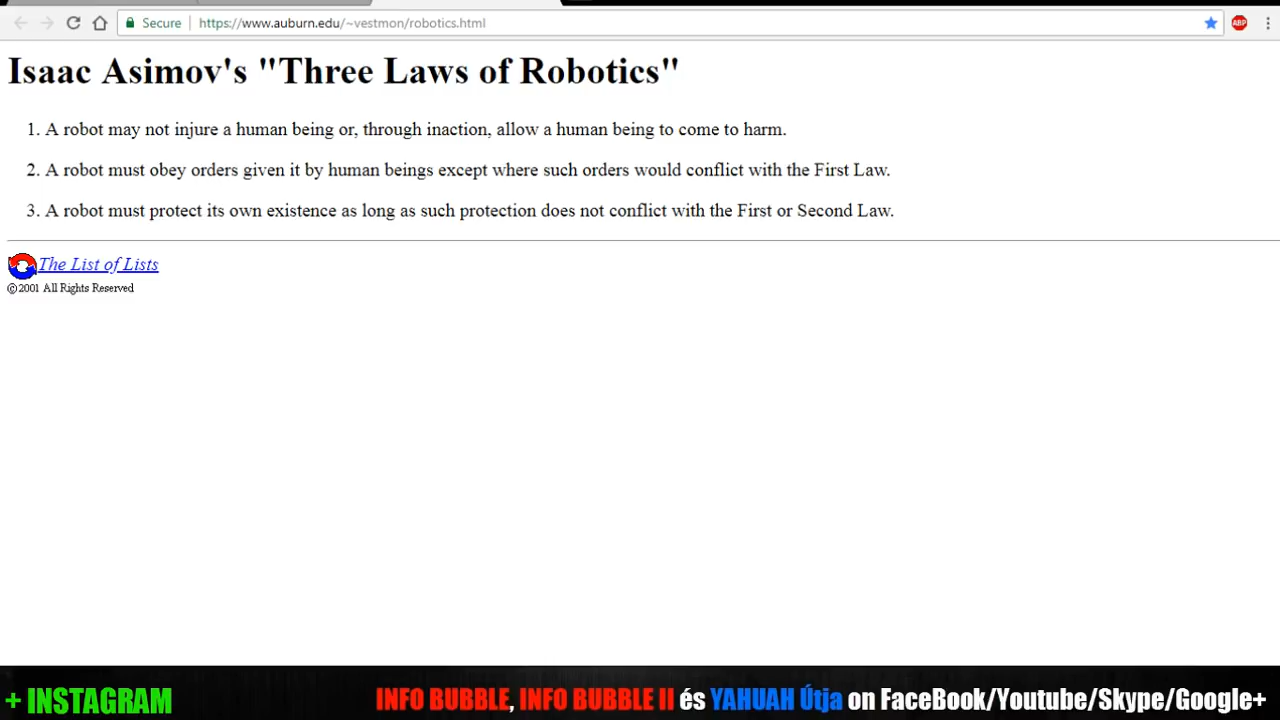 Secure | https://www.auburn.edu/~vestmon/robotics.html ABP
Isaac Asimov's "Three Laws of Robotics"
1. A robot may not injure a human being or, through inaction, allow a human being to come to harm.
2. A robot must obey orders given it by human beings except where such orders would conflict with the First Law.
3. A robot must protect its own existence as long as such protection does not conflict with the First or Second Law.
The List of Lists
©2001 All Rights Reserved
+ INSTAGRAM INFO BUBBLE, INFO BUBBLE II és YAHUAH Útja on FaceBook/Youtube/Skype/Google+